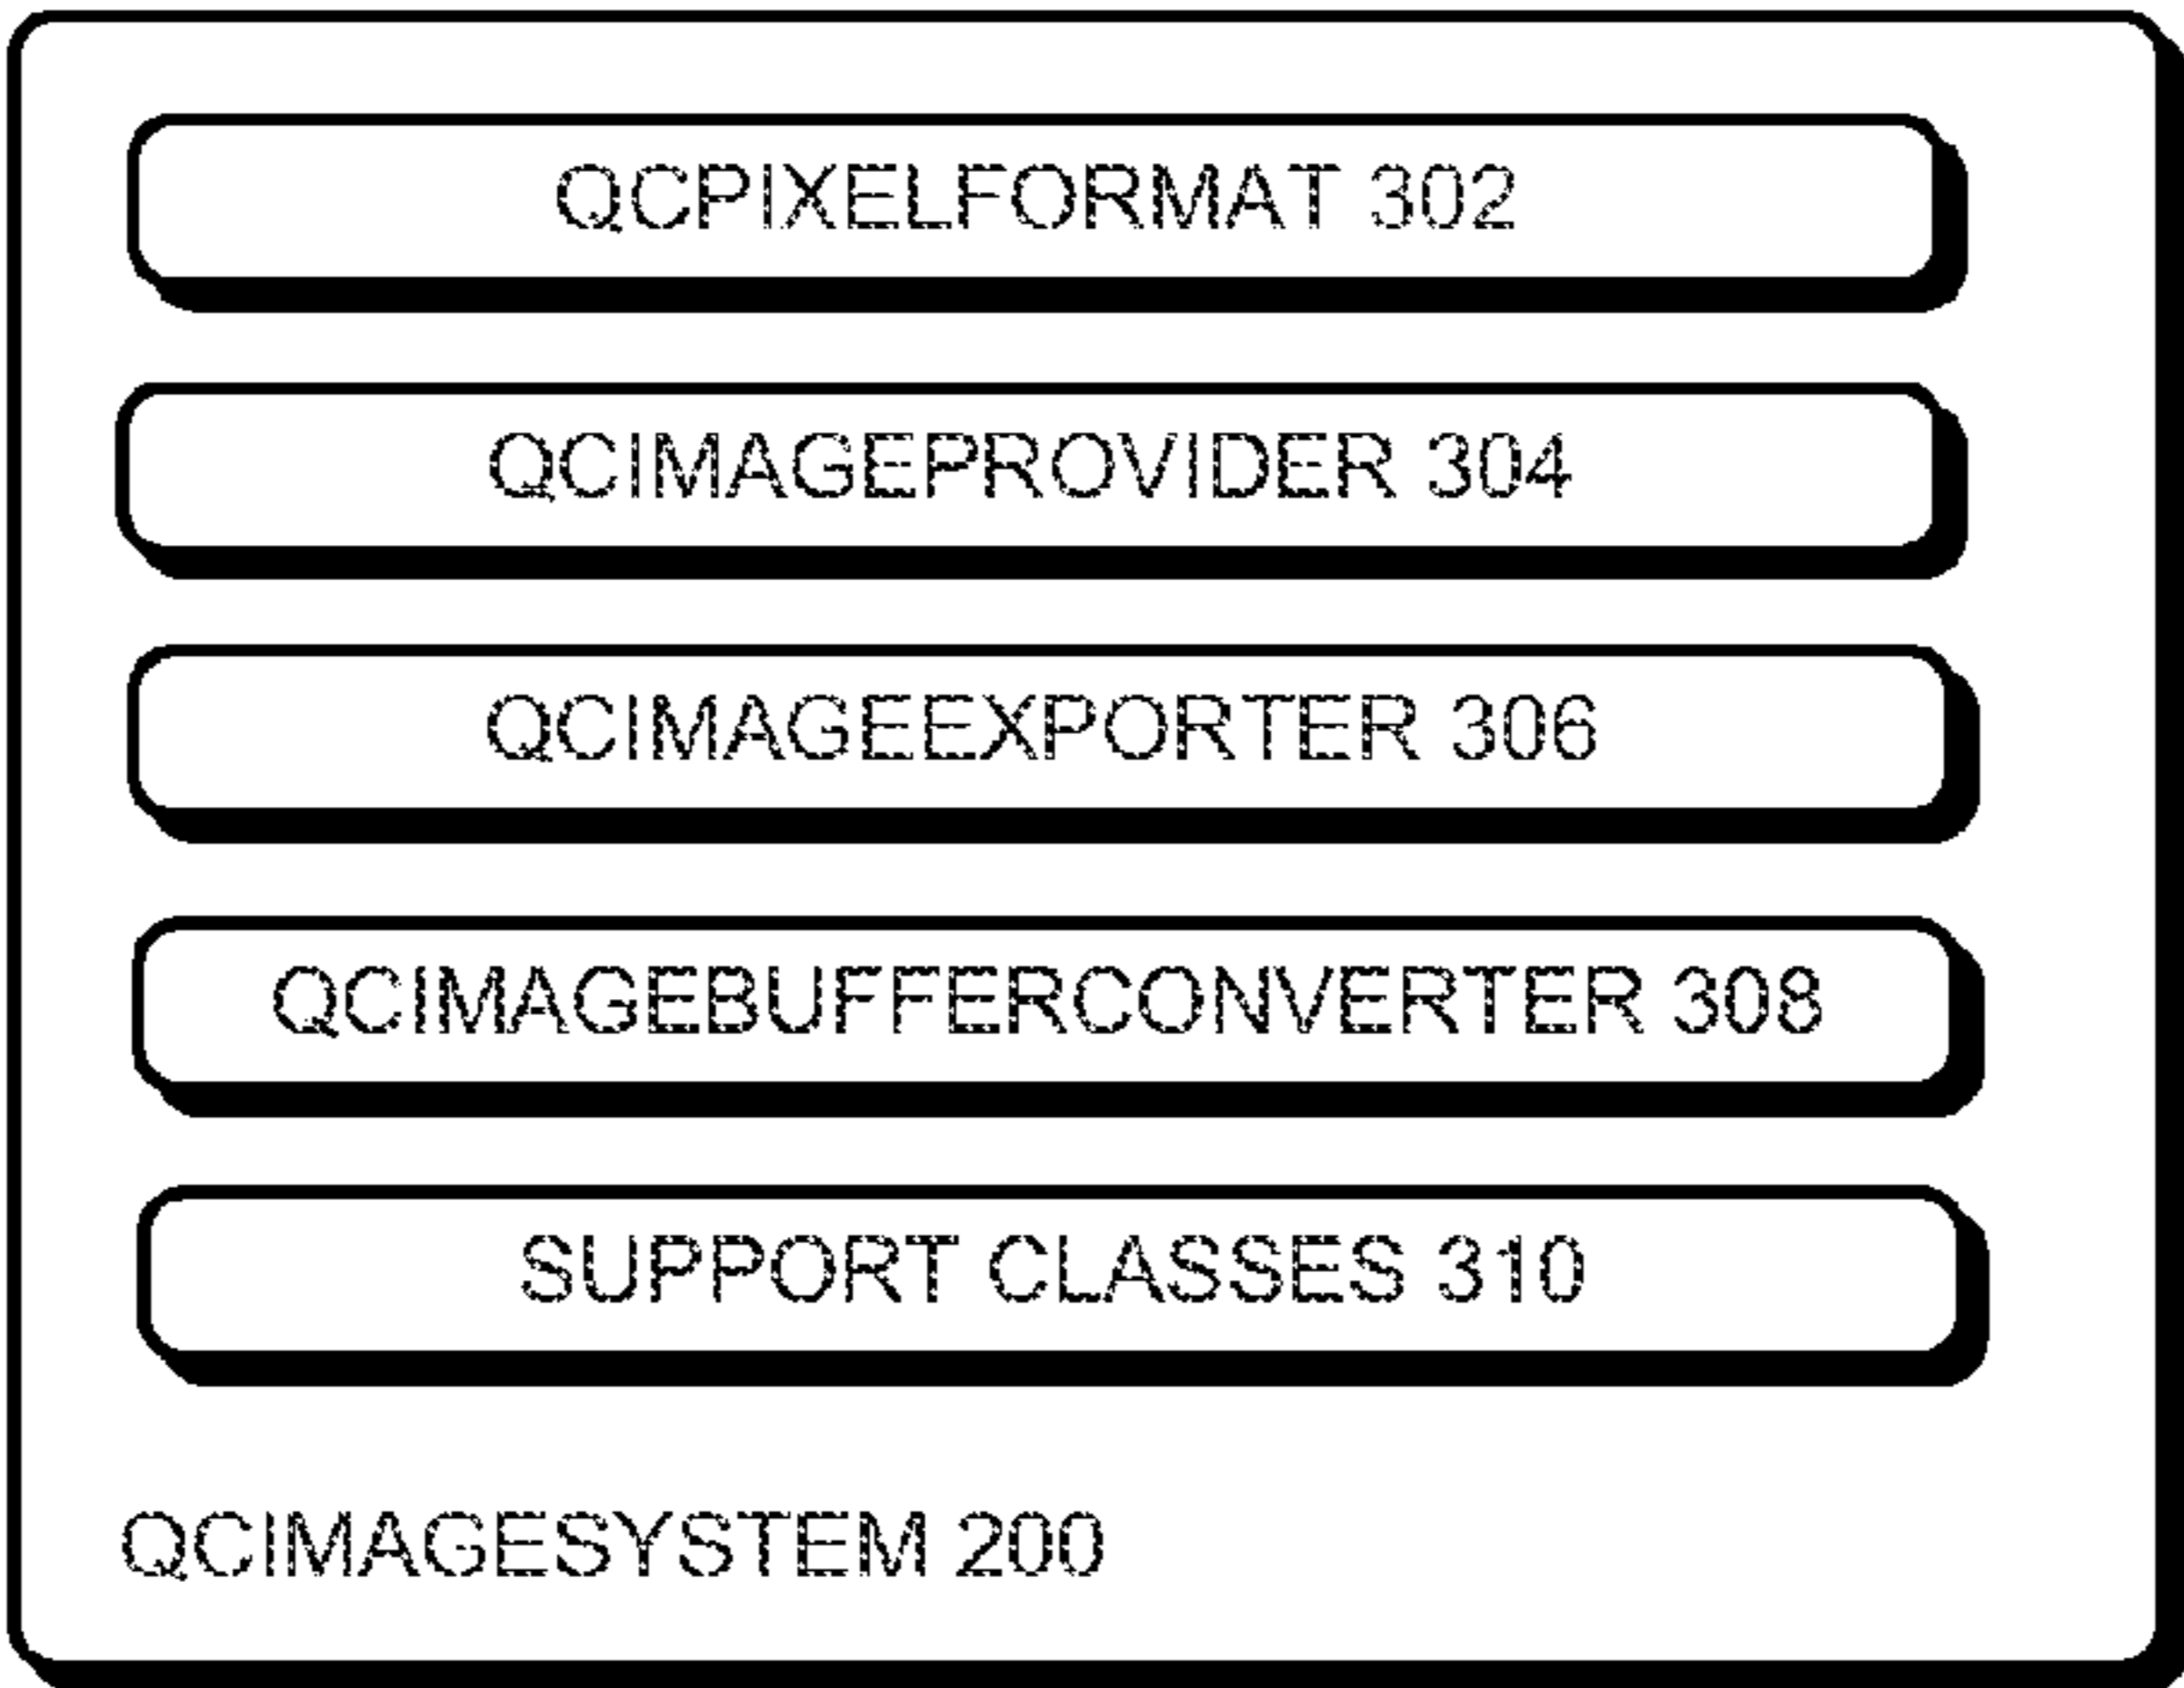 QCPIXELFORMAT 302
QCIMAGEPROVIDER 304
QCIMAGEEXPORTER 306
QCIMAGEBUFFERCONVERTER 308
SUPPORT CLASSES 310
QCIMAGESYSTEM 200